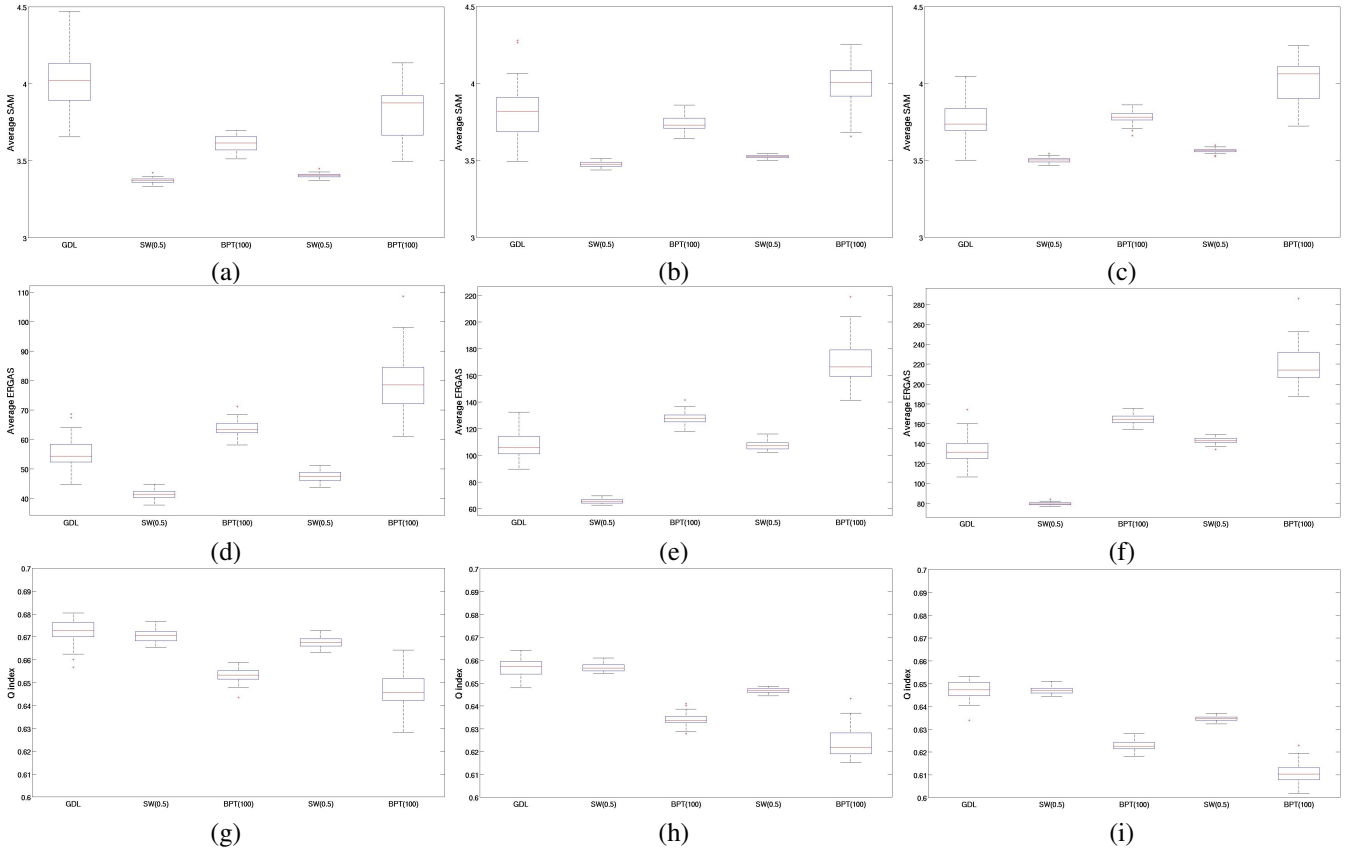 4.5
4
3.5
3
Average SAM
GDL SW(0.5) BPT(100) SW(0.5) BPT(100)
(a)
4.5
4
3.5
3
Average SAM
GDL SW(0.5) BPT(100) SW(0.5) BPT(100)
(b)
4.5
4
3.5
3
Average SAM
GDL SW(0.5) BPT(100) SW(0.5) BPT(100)
(c)
110
100
90
80
70
60
50
40
Average ERGAS
GDL SW(0.5) BPT(100) SW(0.5) BPT(100)
(d)
220
200
180
160
140
120
100
80
60
Average ERGAS
GDL SW(0.5) BPT(100) SW(0.5) BPT(100)
(e)
280
260
240
220
200
180
160
140
120
100
80
Average ERGAS
GDL SW(0.5) BPT(100) SW(0.5) BPT(100)
(f)
0.7
0.69
0.68
0.67
0.66
0.65
0.64
0.63
0.62
0.61
0.6
Q index
GDL SW(0.5) BPT(100) SW(0.5) BPT(100)
(g)
0.7
0.69
0.68
0.67
0.66
0.65
0.64
0.63
0.62
0.61
0.6
Q index
GDL SW(0.5) BPT(100) SW(0.5) BPT(100)
(h)
0.7
0.69
0.68
0.67
0.66
0.65
0.64
0.63
0.62
0.61
0.6
Q index
GDL SW(0.5) BPT(100) SW(0.5) BPT(100)
(i)